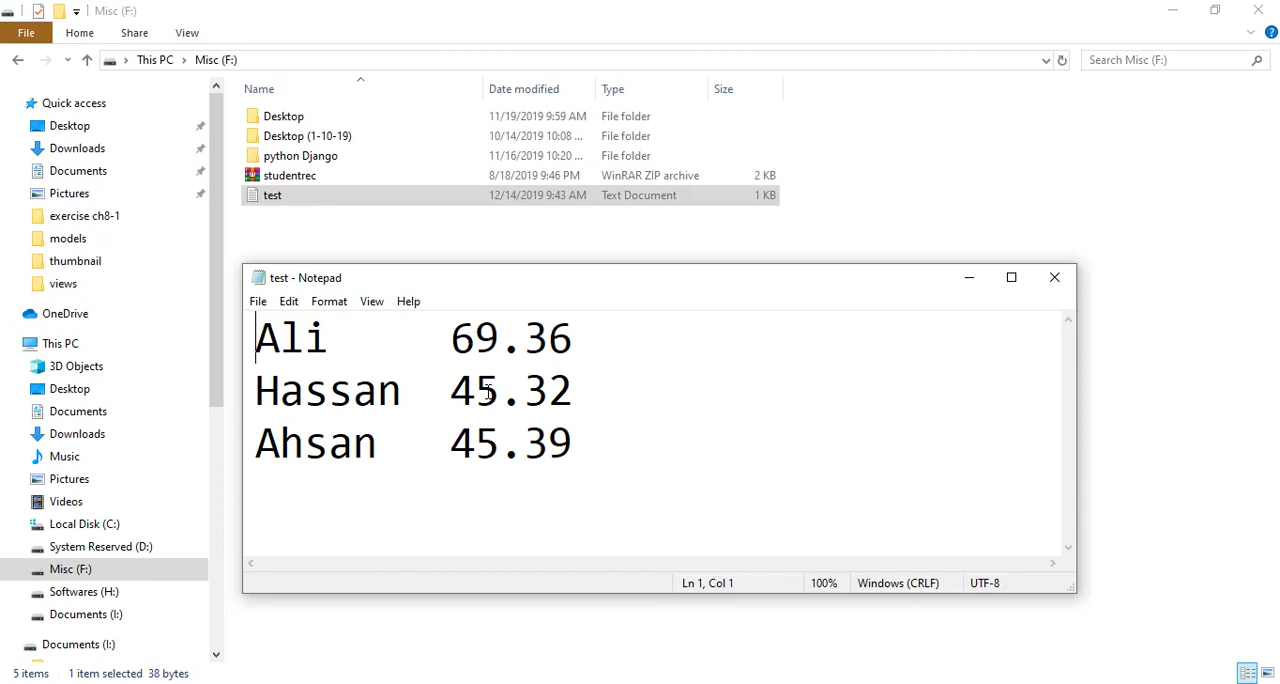 Misc (F:)
File Home Share View
This PC > Misc (F:)
Search Misc (F:)
Name Date modified Type Size
Desktop 11/19/2019 9:59 AM File folder
Desktop (1-10-19) 10/14/2019 10:08 ... File folder
python Django 11/16/2019 10:20 ... File folder
studentrec 8/18/2019 9:46 PM WinRAR ZIP archive 2 KB
test 12/14/2019 9:43 AM Text Document 1 KB
Quick access
Desktop
Downloads
Documents
Pictures
exercise ch8-1
models
thumbnail
views
OneDrive
This PC
3D Objects
Desktop
Documents
Downloads
Music
Pictures
Videos
Local Disk (C:)
System Reserved (D:)
Misc (F:)
Softwares (H:)
Documents (I:)
Documents (I:)
test - Notepad
File Edit Format View Help
Ali 69.36
Hassan 45.32
Ahsan 45.39
Ln 1, Col 1 100% Windows (CRLF) UTF-8
5 items 1 item selected 38 bytes